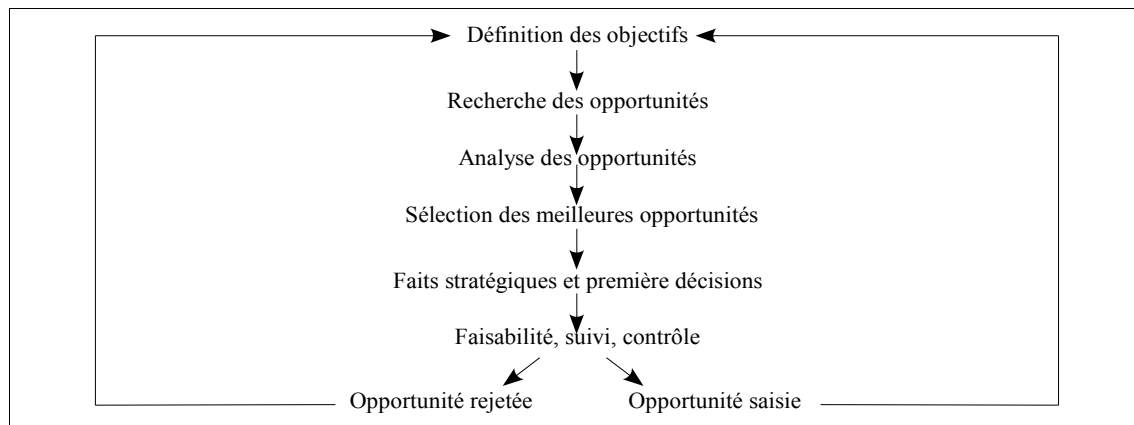 Définition des objectifs
Recherche des opportunités
Analyse des opportunités
Sélection des meilleures opportunités
Faits stratégiques et première décisions
Faisabilité, suivi, contrôle
Opportunité rejetée
Opportunité saisie